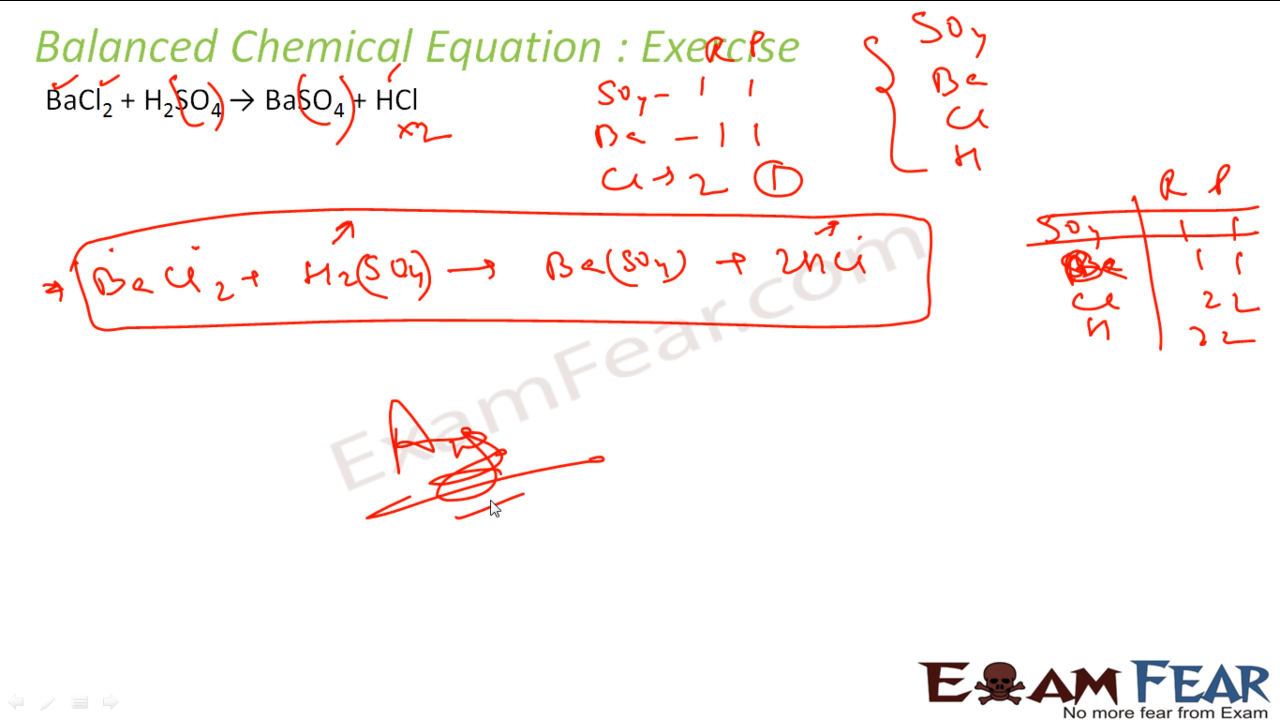 Balanced Chemical Equation : Exercise
BaCl₂ + H₂SO₄ → BaSO₄ + HCl
×2
R P
SO₄ – 1 1
Ba – 1 1
Cl → 2 1
SO₄
Ba
Cl
H
R P
SO₄ 1 1
Ba 1 1
Cl 2 2
H 2 2
BaCl₂ + H₂(SO₄) → Ba(SO₄) + 2HCl
Ans
ExamFear.com
EXAM FEAR
No more fear from Exam